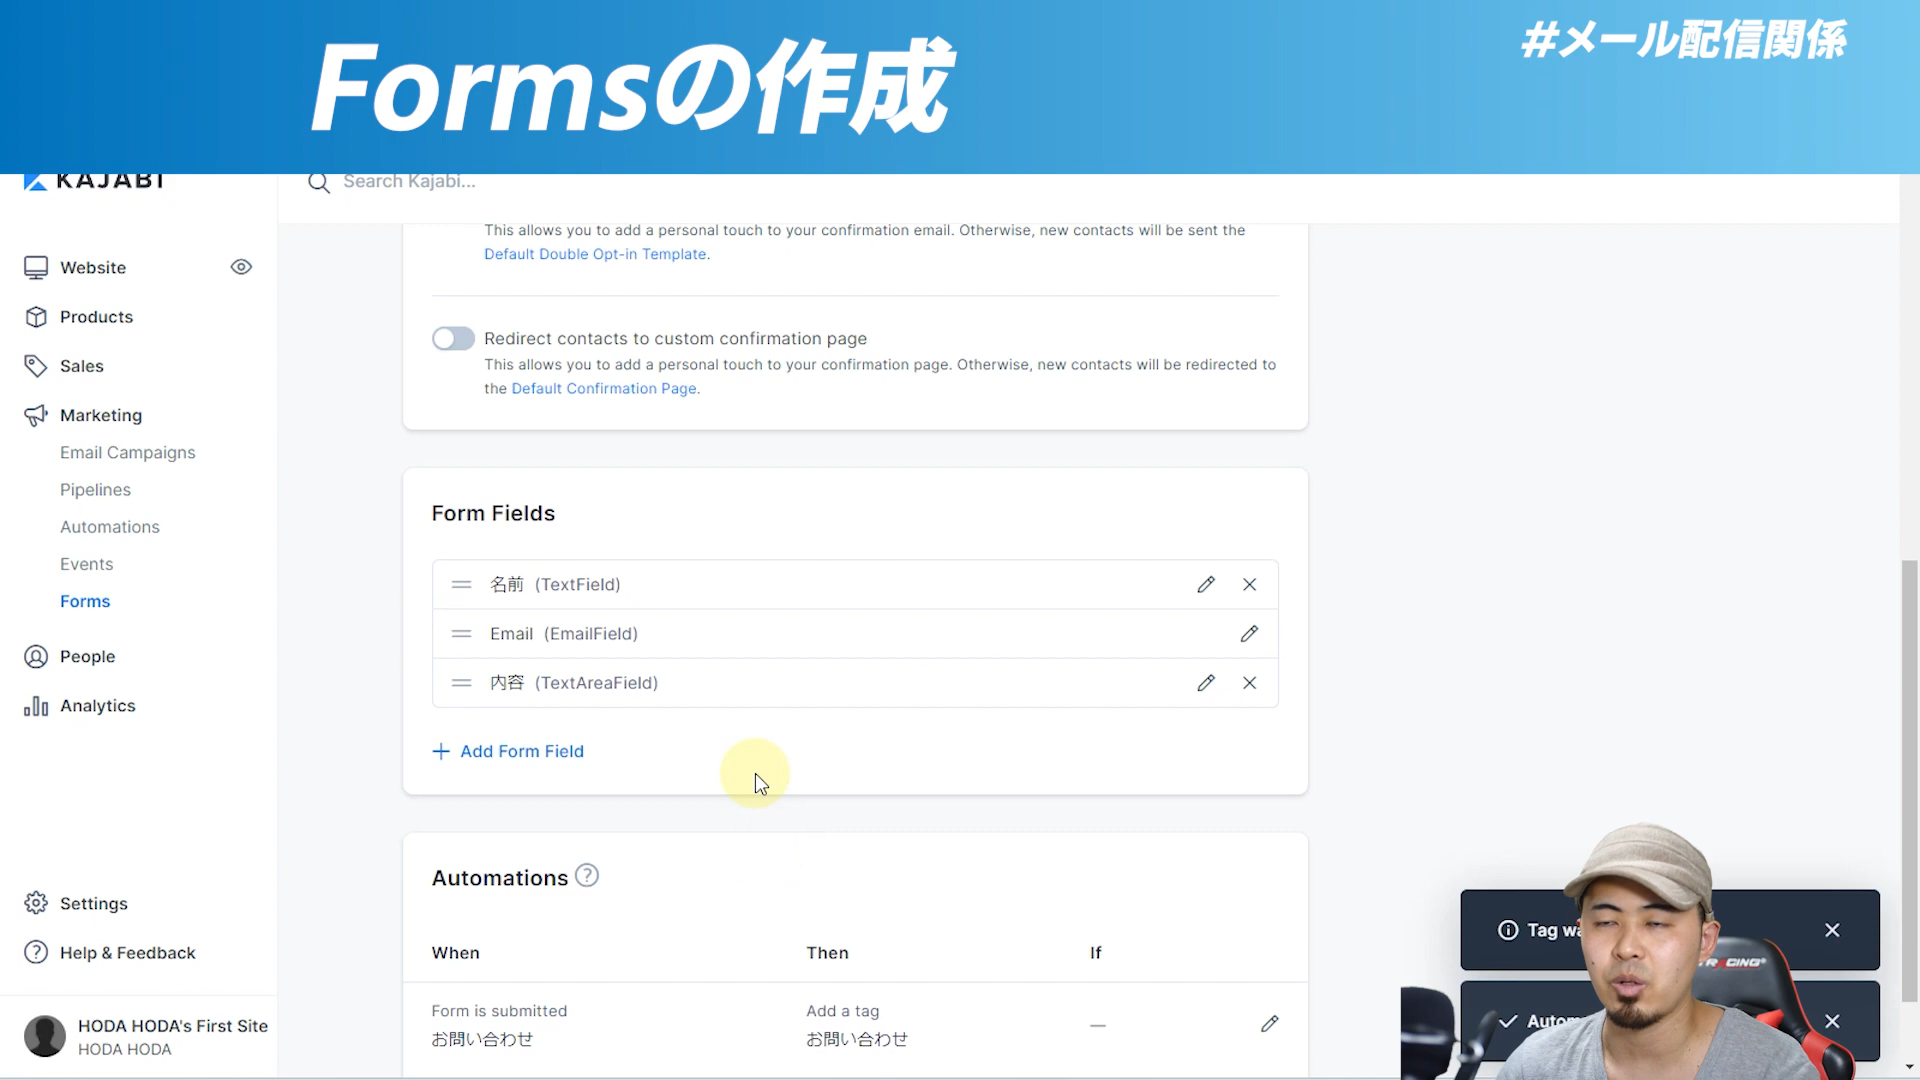 Formsの作成
#メール配信関係
KAJABI
Search Kajabi...
Website
Products
Sales
Marketing
Email Campaigns
Pipelines
Automations
Events
Forms
People
Analytics
Settings
Help & Feedback
HODA HODA's First Site
HODA HODA
This allows you to add a personal touch to your confirmation email. Otherwise, new contacts will be sent the
Default Double Opt-in Template.
Redirect contacts to custom confirmation page
This allows you to add a personal touch to your confirmation page. Otherwise, new contacts will be redirected to
the Default Confirmation Page.
Form Fields
名前 (TextField)
Email (EmailField)
内容 (TextAreaField)
+ Add Form Field
Automations ?
When Then If
Form is submitted Add a tag
お問い合わせ お問い合わせ —
Tag